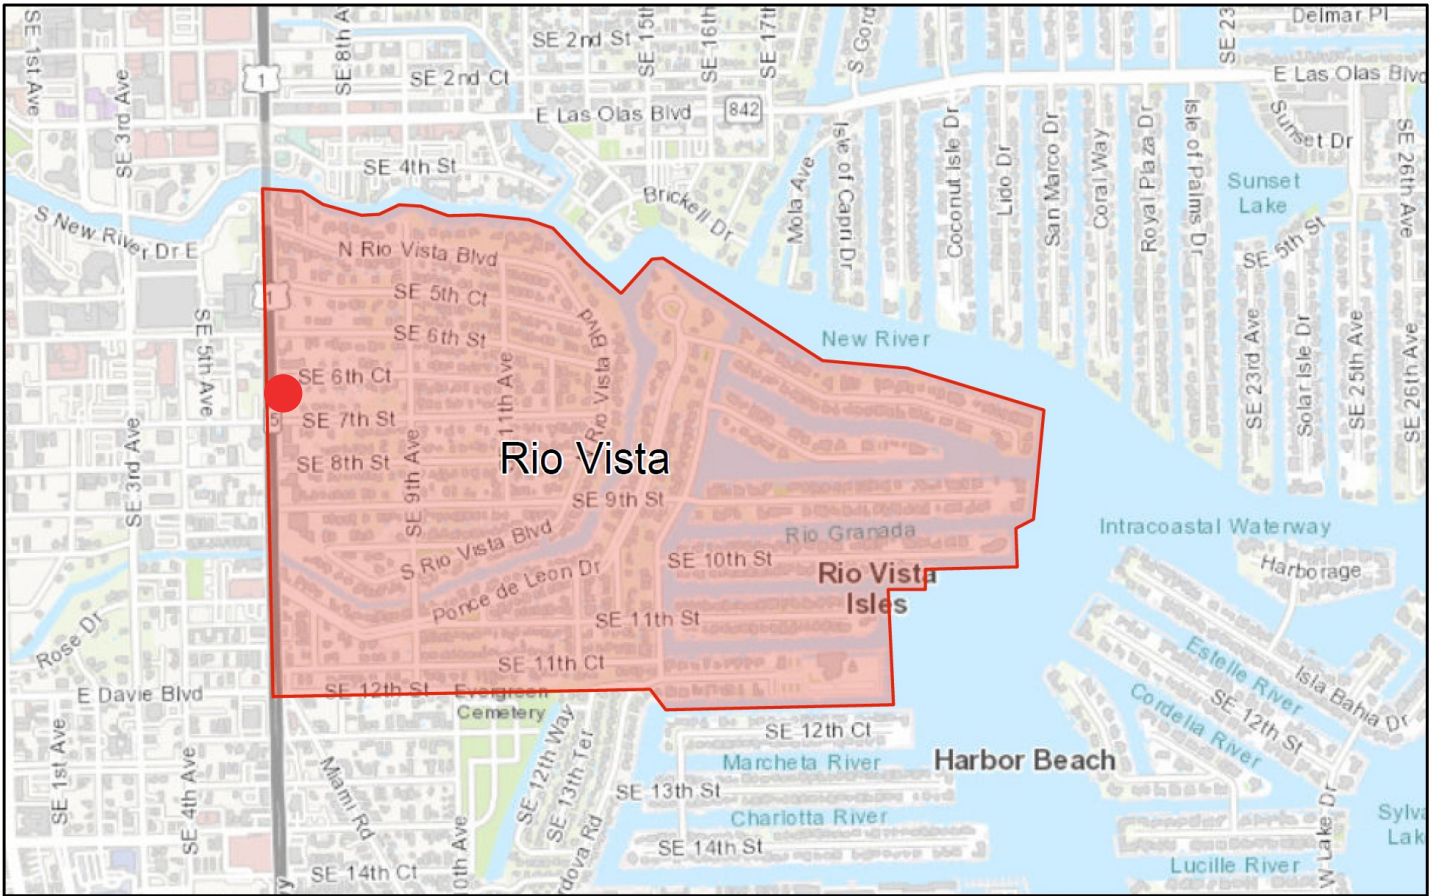 SE 1st Ave
SE 3rd Ave
1
SE 8th A
SE 2nd Ct
SE 2nd St
SE 15th
SE 16th
SE 17th
S Gord
SE 23
Delmar Pl
E Las Olas Blvd
842
E Las Olas Blvd
SE 4th St
Brickell Dr
Mola Ave
Isle of Capri Dr
Coconut Isle Dr
Lido Dr
San Marco Dr
Coral Way
Royal Plaza Dr
Isle of Palms Dr
Sunset Dr
SE 26th Ave
Sunset
Lake
SE 5th St
S New River Dr E
N Rio Vista Blvd
1
SE 5th Ct
SE 6th St
SE 5th Ave
Rio Vista Blvd
New River
SE 23rd Ave
Solar Isle Dr
SE 25th Ave
SE 26th Ave
SE 6th Ct
11th Ave
SE 7th St
5
SE 8th St
SE 9th Ave
Rio Vista
SE 3rd Ave
SE 9th St
Rio Granada
Intracoastal Waterway
S Rio Vista Blvd
SE 10th St
Rio Vista
Isles
Harborage
Ponce de Leon Dr
SE 11th St
Rose Dr
SE 11th Ct
E Davie Blvd
SE 12th St
Evergreen
Cemetery
Estelle River
Isla Bahia Dr
Cordelia River
SE 12th St
SE 12th Way
SE 13th Tet
SE 12th Ct
Marcheta River
Harbor Beach
SE 1st Ave
SE 4th Ave
Miami Rd
SE 13th St
Charlotta River
W Lake Dr
Sylva
Lak
SE 14th Ct
0th Ave
rdova Rd
SE 14th St
Lucille River